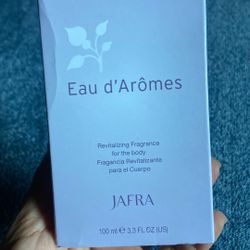 Eau d'Arômes
Revitalizing Fragrance
for the body
Fragancia Revitalizante
para el Cuerpo
JAFRA
100 ml e 3.3 FL OZ (US)